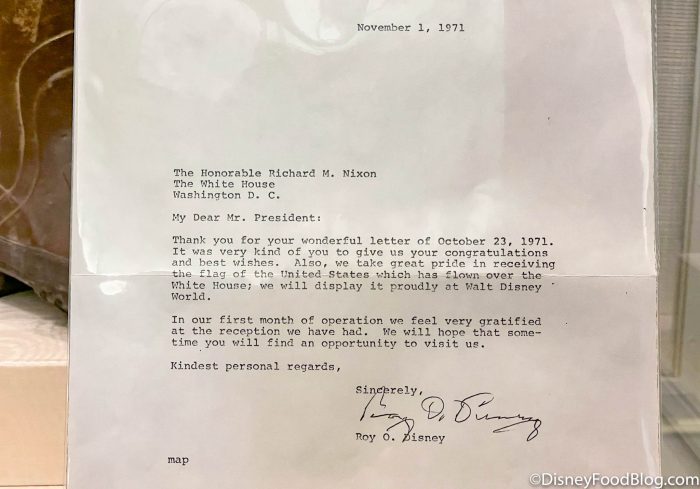 November 1, 1971
The Honorable Richard M. Nixon
The White House
Washington D. C.
My Dear Mr. President:
Thank you for your wonderful letter of October 23, 1971.
It was very kind of you to give us your congratulations
and best wishes.  Also, we take great pride in receiving
the flag of the United States which has flown over the
White House; we will display it proudly at Walt Disney
World.
In our first month of operation we feel very gratified
at the reception we have had.  We will hope that some-
time you will find an opportunity to visit us.
Kindest personal regards,
Sincerely,
Roy O. Disney
Roy O. Disney
map
©DisneyFoodBlog.com